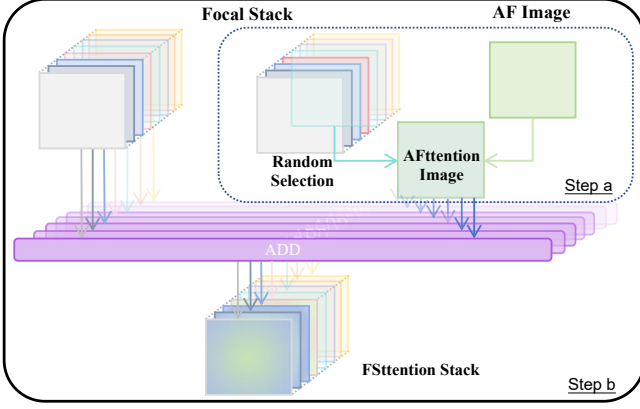 Focal Stack
AF Image
Random
Selection
AFttention
Image
Step a
ADD
FSttention Stack
Step b